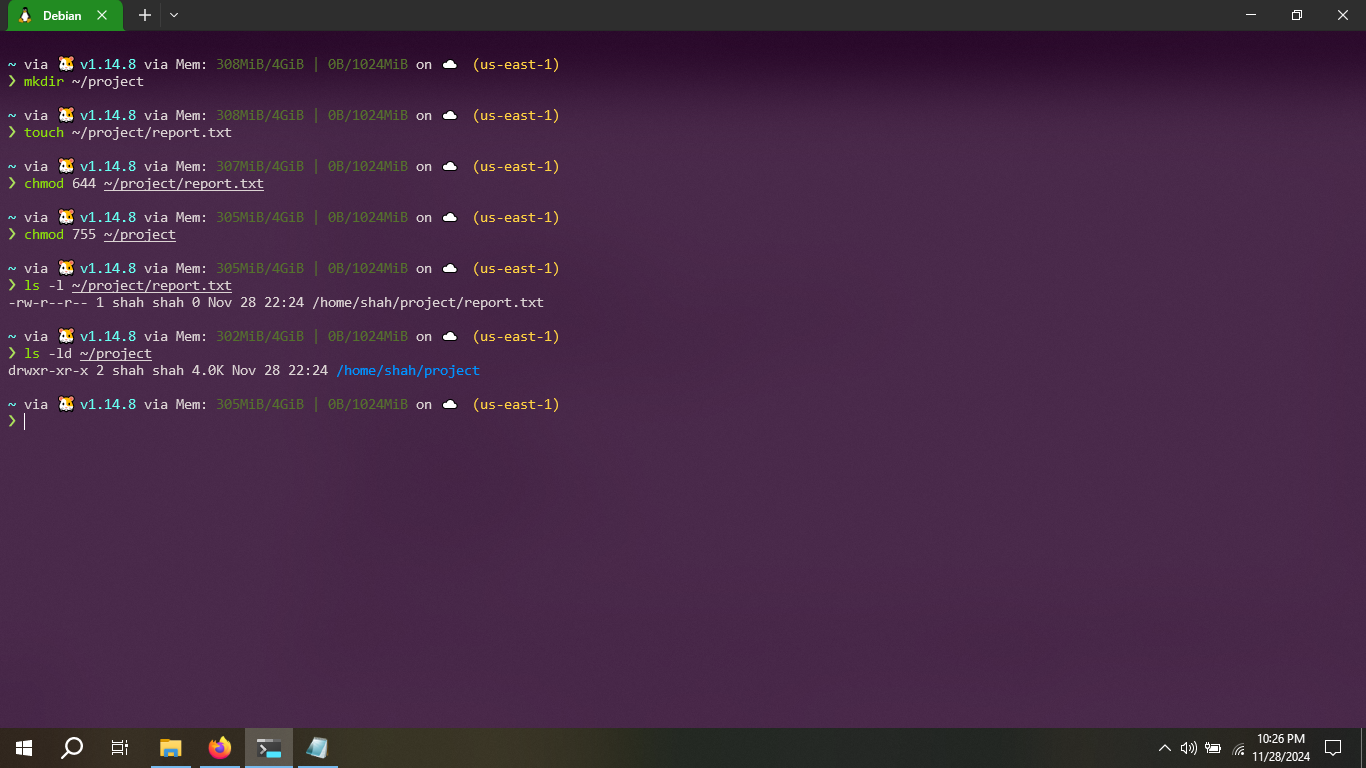 Debian
~ via 🐹 v1.14.8 via Mem: 308MiB/4GiB | 0B/1024MiB on ☁ (us-east-1)
❯ mkdir ~/project
~ via 🐹 v1.14.8 via Mem: 308MiB/4GiB | 0B/1024MiB on ☁ (us-east-1)
❯ touch ~/project/report.txt
~ via 🐹 v1.14.8 via Mem: 307MiB/4GiB | 0B/1024MiB on ☁ (us-east-1)
❯ chmod 644 ~/project/report.txt
~ via 🐹 v1.14.8 via Mem: 305MiB/4GiB | 0B/1024MiB on ☁ (us-east-1)
❯ chmod 755 ~/project
~ via 🐹 v1.14.8 via Mem: 305MiB/4GiB | 0B/1024MiB on ☁ (us-east-1)
❯ ls -l ~/project/report.txt
-rw-r--r-- 1 shah shah 0 Nov 28 22:24 /home/shah/project/report.txt
~ via 🐹 v1.14.8 via Mem: 302MiB/4GiB | 0B/1024MiB on ☁ (us-east-1)
❯ ls -ld ~/project
drwxr-xr-x 2 shah shah 4.0K Nov 28 22:24 /home/shah/project
~ via 🐹 v1.14.8 via Mem: 305MiB/4GiB | 0B/1024MiB on ☁ (us-east-1)
❯
10:26 PM
11/28/2024